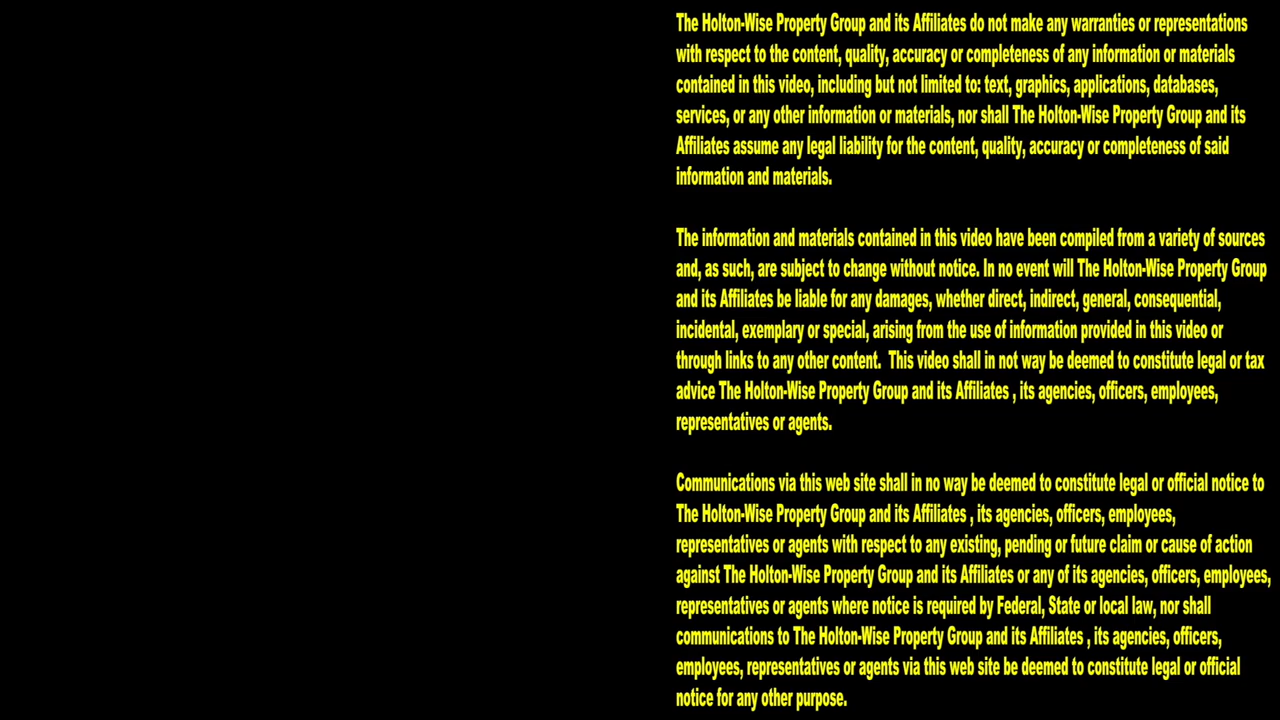 The Holton-Wise Property Group and its Affiliates do not make any warranties or representations
with respect to the content, quality, accuracy or completeness of any information or materials
contained in this video, including but not limited to: text, graphics, applications, databases,
services, or any other information or materials, nor shall The Holton-Wise Property Group and its
Affiliates assume any legal liability for the content, quality, accuracy or completeness of said
information and materials.
The information and materials contained in this video have been compiled from a variety of sources
and, as such, are subject to change without notice. In no event will The Holton-Wise Property Group
and its Affiliates be liable for any damages, whether direct, indirect, general, consequential,
incidental, exemplary or special, arising from the use of information provided in this video or
through links to any other content.  This video shall in not way be deemed to constitute legal or tax
advice The Holton-Wise Property Group and its Affiliates , its agencies, officers, employees,
representatives or agents.
Communications via this web site shall in no way be deemed to constitute legal or official notice to
The Holton-Wise Property Group and its Affiliates , its agencies, officers, employees,
representatives or agents with respect to any existing, pending or future claim or cause of action
against The Holton-Wise Property Group and its Affiliates or any of its agencies, officers, employees,
representatives or agents where notice is required by Federal, State or local law, nor shall
communications to The Holton-Wise Property Group and its Affiliates , its agencies, officers,
employees, representatives or agents via this web site be deemed to constitute legal or official
notice for any other purpose.